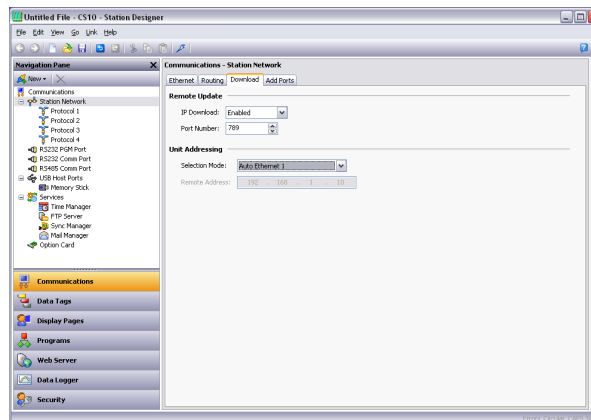 Untitled File - CS10 - Station Designer
File Edit View Go Link Help
Navigation Pane X
New
Communications
Station Network
Protocol 1
Protocol 2
Protocol 3
Protocol 4
RS232 PGM Port
RS232 Comm Port
RS485 Comm Port
USB Host Ports
Memory Stick
Services
Time Manager
FTP Server
Sync Manager
Mail Manager
Option Card
Communications
Data Tags
Display Pages
Programs
Web Server
Data Logger
Security
Communications - Station Network
Ethernet Routing Download Add Ports
Remote Update
IP Download: Enabled
Port Number: 789
Unit Addressing
Selection Mode: Auto Ethernet 1
Remote Address: 192 . 168 . 1 . 10